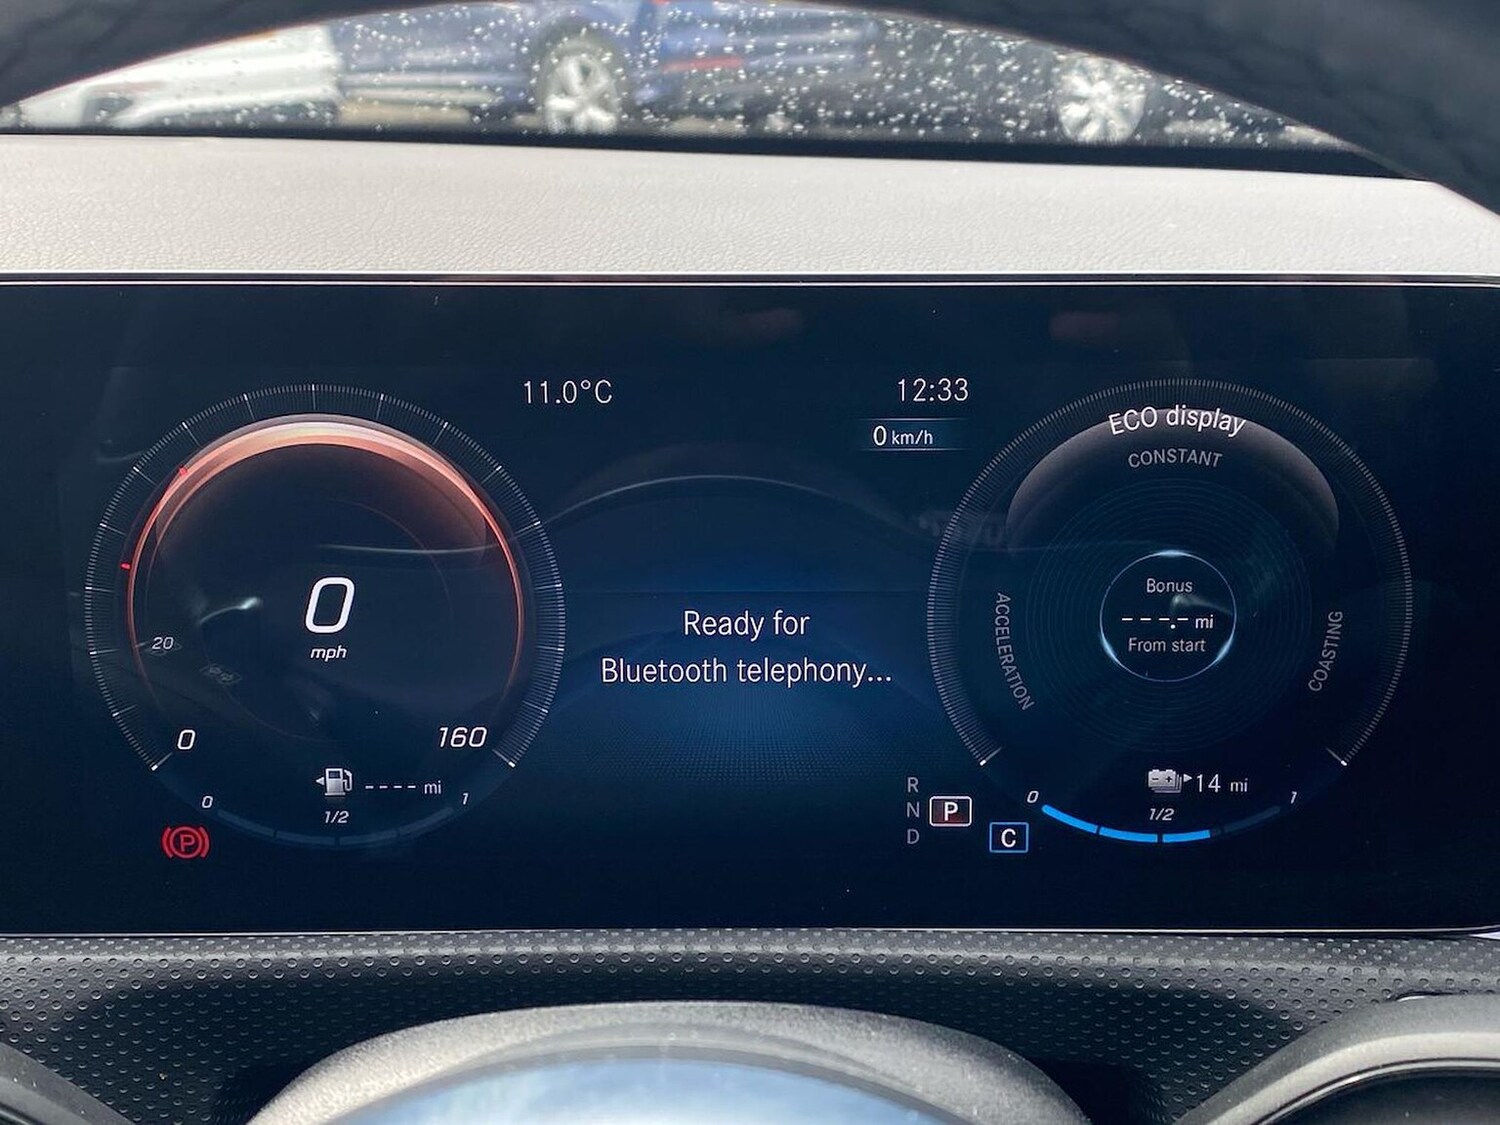 11.0°C
12:33
0 km/h
ECO display
CONSTANT
ACCELERATION
COASTING
Bonus
---.- mi
From start
0
mph
20
0
160
Ready for
Bluetooth telephony...
---- mi
0
1/2
1
P
R
N
D
P
C
14 mi
0
1/2
1